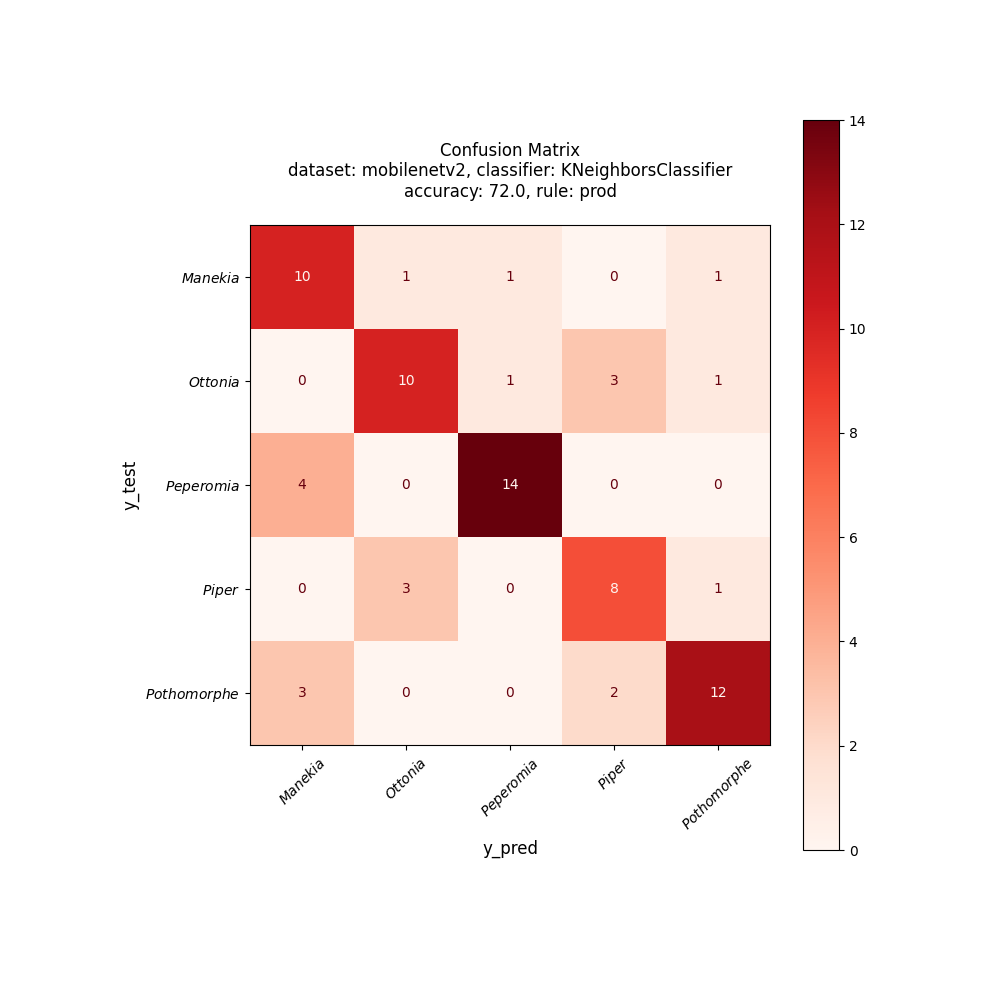 Confusion Matrix
dataset: mobilenetv2, classifier: KNeighborsClassifier
accuracy: 72.0, rule: prod
Manekia 10 1 1 0 1
Ottonia 0 10 1 3 1
Peperomia 4 0 14 0 0
Piper 0 3 0 8 1
Pothomorphe 3 0 0 2 12
y_test
Manekia Ottonia Peperomia Piper Pothomorphe
y_pred
14
12
10
8
6
4
2
0